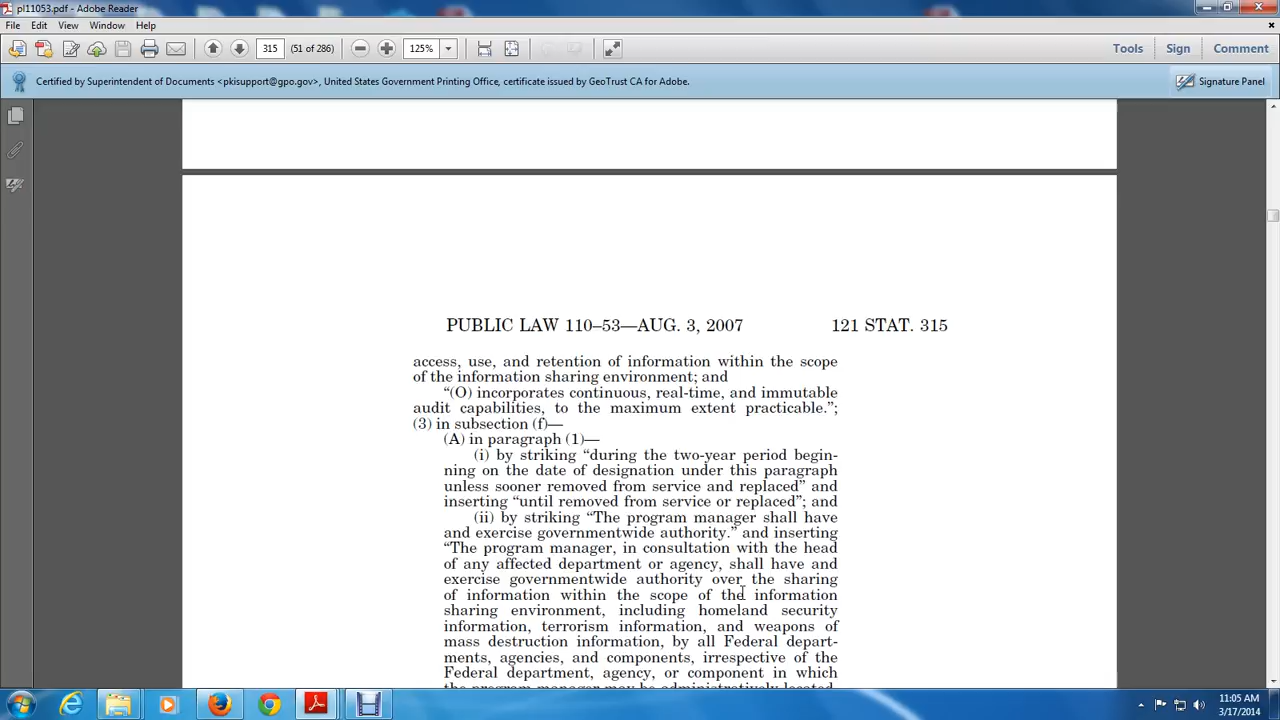 pl11053.pdf - Adobe Reader
File Edit View Window Help
315 (51 of 286) 125% Tools Sign Comment
Certified by Superintendent of Documents <pkisupport@gpo.gov>, United States Government Printing Office, certificate issued by GeoTrust CA for Adobe. Signature Panel
PUBLIC LAW 110–53—AUG. 3, 2007 121 STAT. 315
access, use, and retention of information within the scope
of the information sharing environment; and
“(O) incorporates continuous, real-time, and immutable
audit capabilities, to the maximum extent practicable.”;
(3) in subsection (f)—
(A) in paragraph (1)—
(i) by striking “during the two-year period begin-
ning on the date of designation under this paragraph
unless sooner removed from service and replaced” and
inserting “until removed from service or replaced”; and
(ii) by striking “The program manager shall have
and exercise governmentwide authority.” and inserting
“The program manager, in consultation with the head
of any affected department or agency, shall have and
exercise governmentwide authority over the sharing
of information within the scope of the information
sharing environment, including homeland security
information, terrorism information, and weapons of
mass destruction information, by all Federal depart-
ments, agencies, and components, irrespective of the
Federal department, agency, or component in which
the program manager may be administratively located,
11:05 AM
3/17/2014